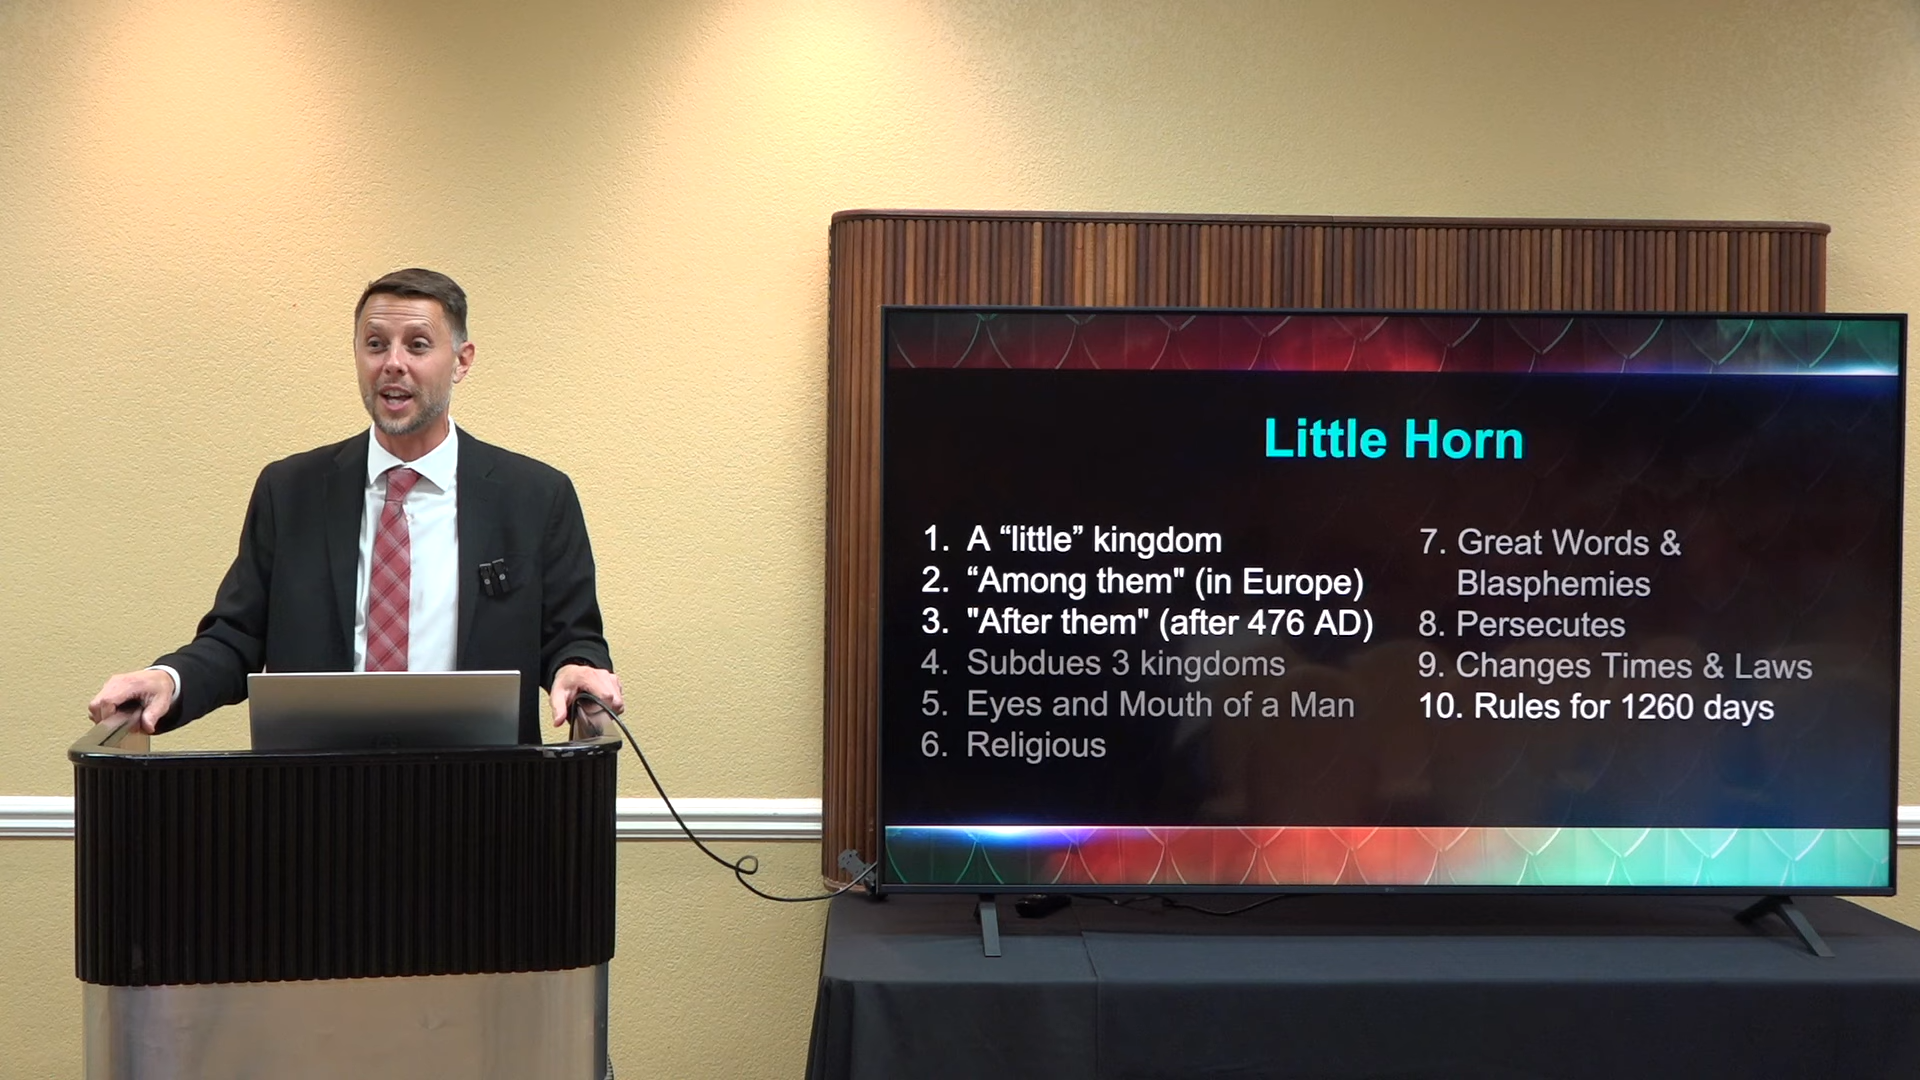 Little Horn
1. A “little” kingdom
2. “Among them" (in Europe)
3. "After them" (after 476 AD)
4. Subdues 3 kingdoms
5. Eyes and Mouth of a Man
6. Religious
7. Great Words &
Blasphemies
8. Persecutes
9. Changes Times & Laws
10. Rules for 1260 days